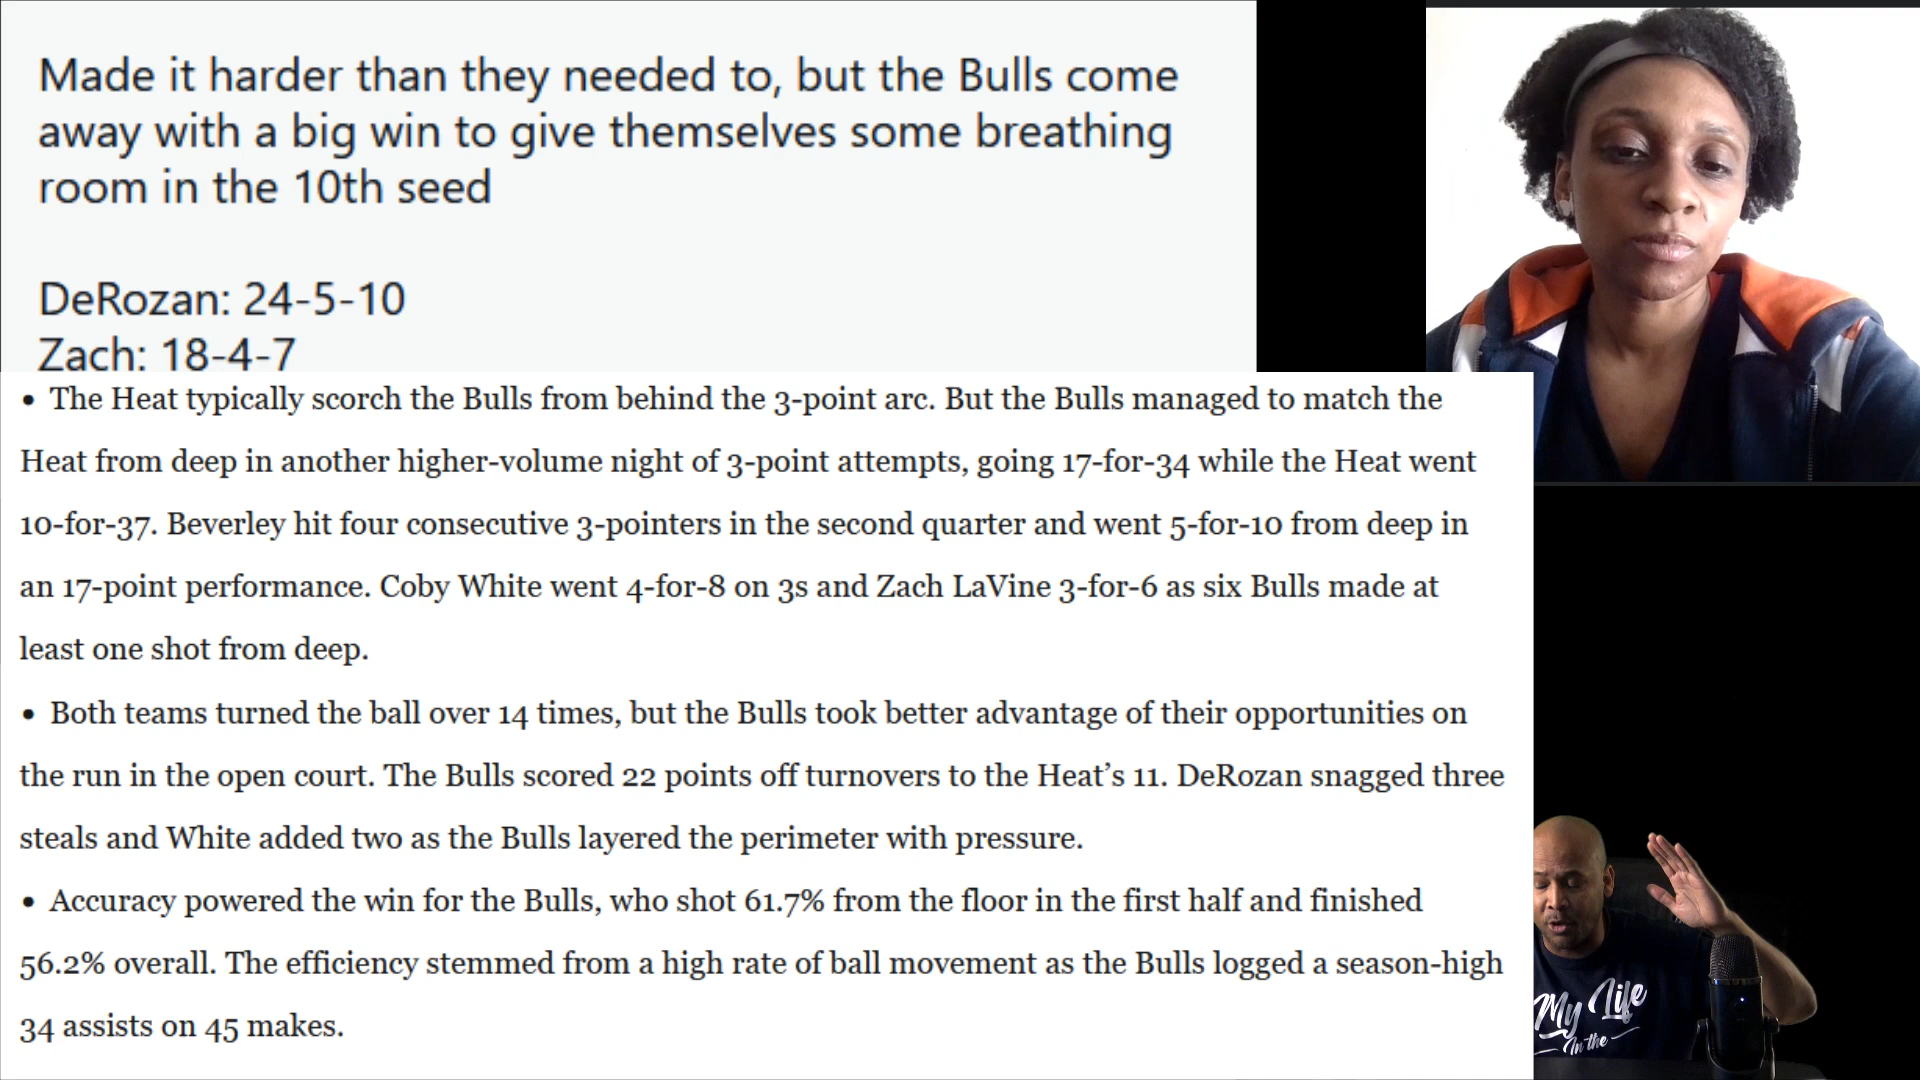 Made it harder than they needed to, but the Bulls come
away with a big win to give themselves some breathing
room in the 10th seed
DeRozan: 24-5-10
Zach: 18-4-7
• The Heat typically scorch the Bulls from behind the 3-point arc. But the Bulls managed to match the
Heat from deep in another higher-volume night of 3-point attempts, going 17-for-34 while the Heat went
10-for-37. Beverley hit four consecutive 3-pointers in the second quarter and went 5-for-10 from deep in
an 17-point performance. Coby White went 4-for-8 on 3s and Zach LaVine 3-for-6 as six Bulls made at
least one shot from deep.
• Both teams turned the ball over 14 times, but the Bulls took better advantage of their opportunities on
the run in the open court. The Bulls scored 22 points off turnovers to the Heat’s 11. DeRozan snagged three
steals and White added two as the Bulls layered the perimeter with pressure.
• Accuracy powered the win for the Bulls, who shot 61.7% from the floor in the first half and finished
56.2% overall. The efficiency stemmed from a high rate of ball movement as the Bulls logged a season-high
34 assists on 45 makes.
My Life
In the